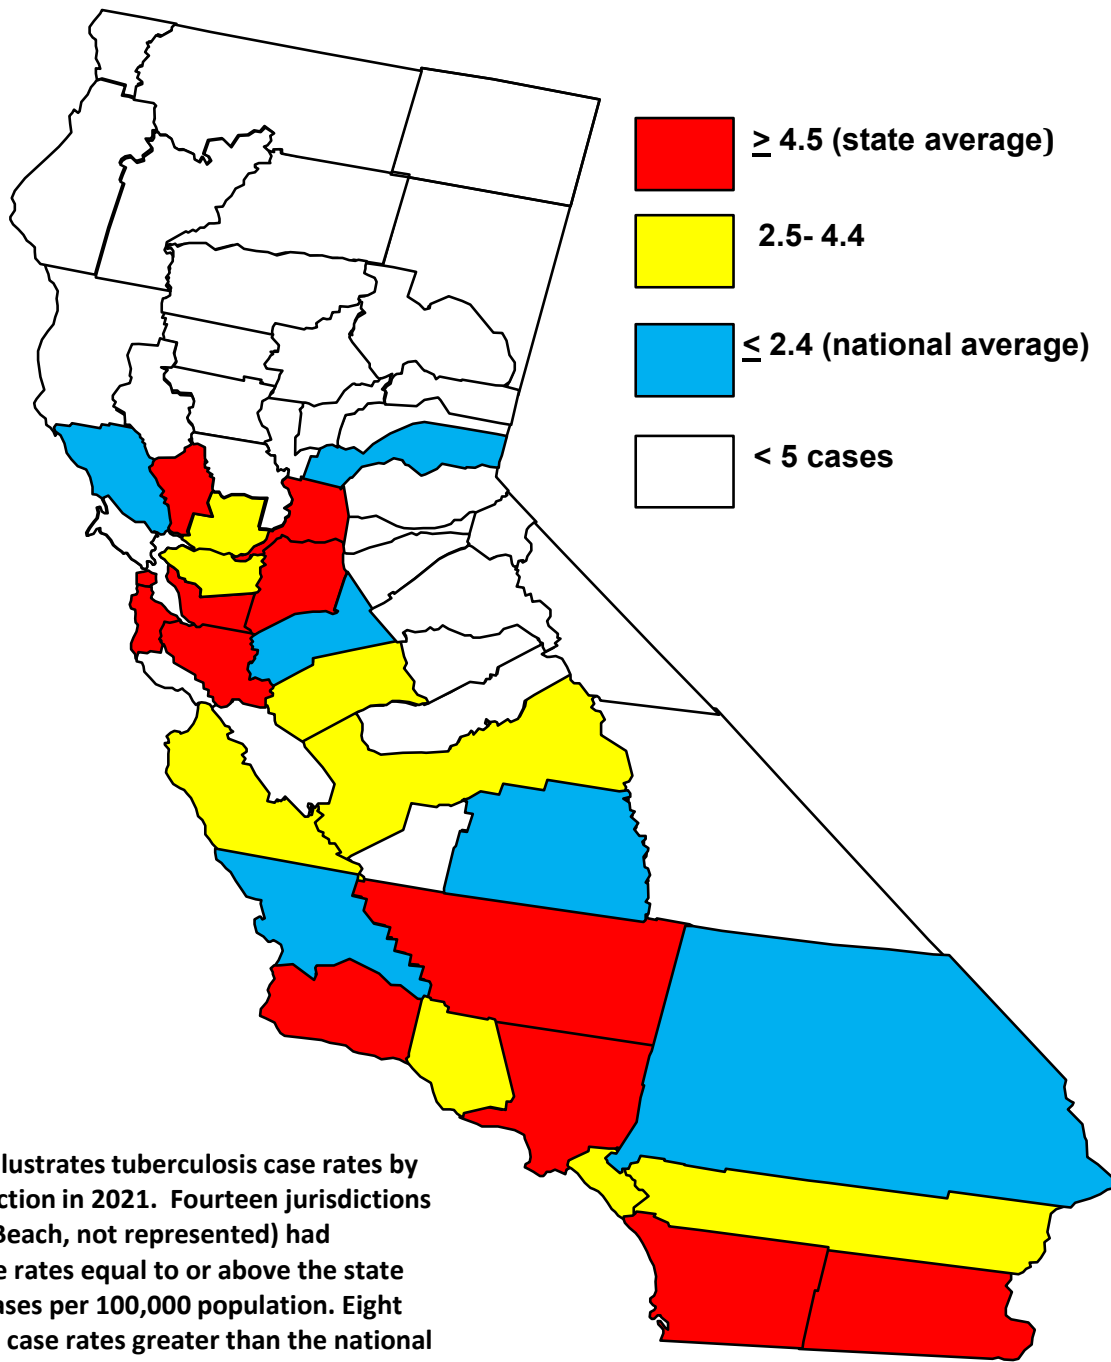 ≥ 4.5 (state average)
2.5- 4.4
≤ 2.4 (national average)
< 5 cases
llustrates tuberculosis case rates by
ction in 2021. Fourteen jurisdictions
Beach, not represented) had
e rates equal to or above the state
ases per 100,000 population. Eight
case rates greater than the national